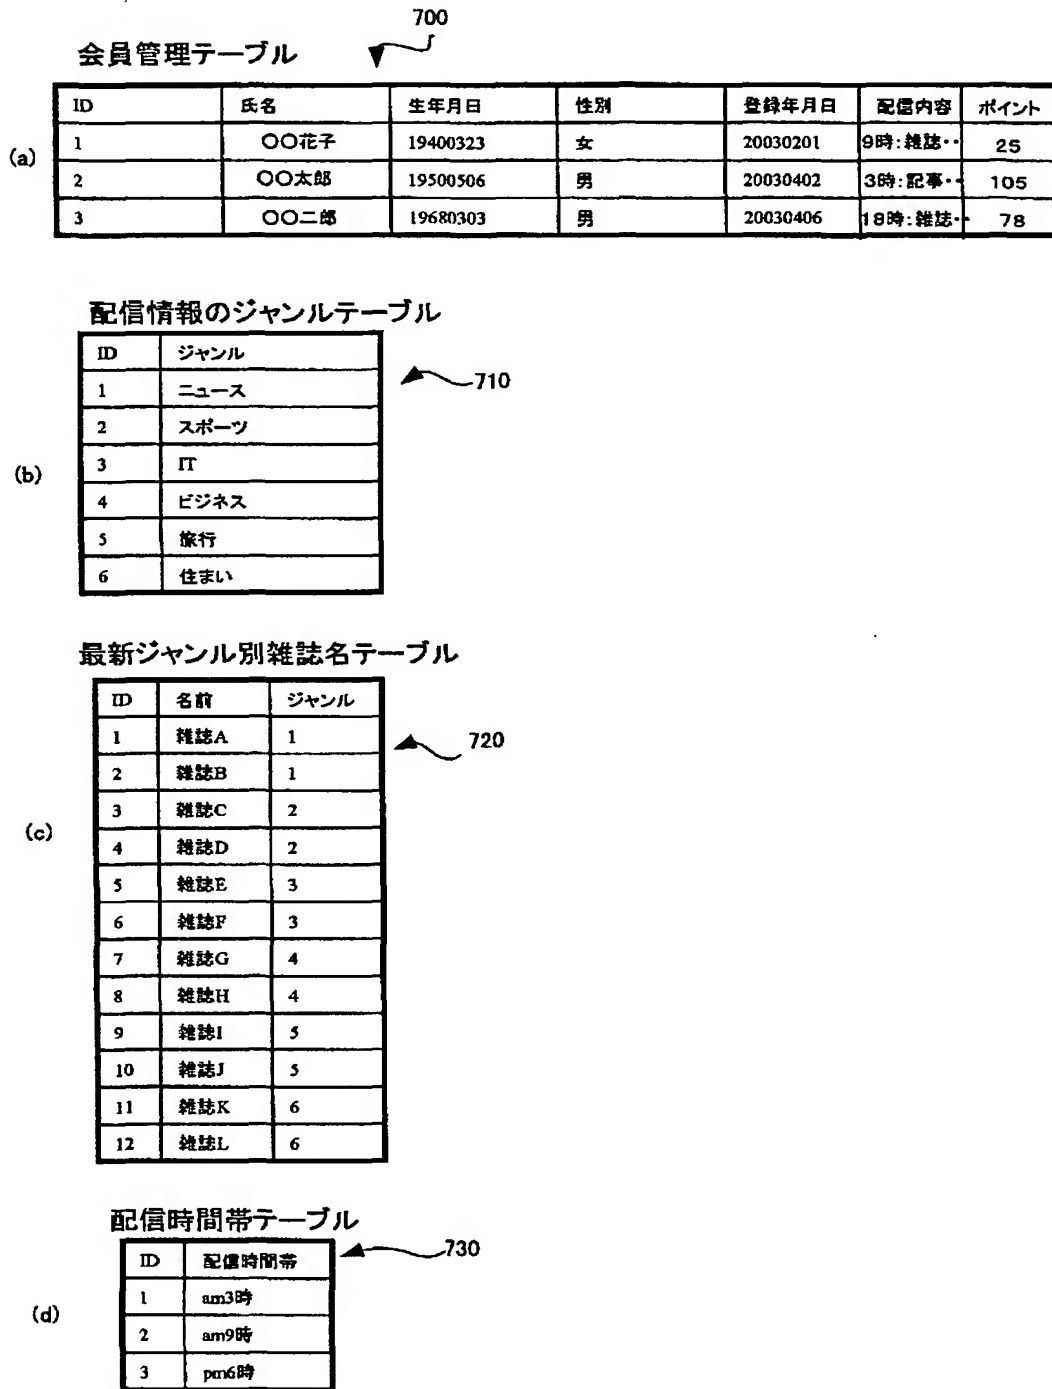 700
会員管理テーブル
(a)
ID 氏名 生年月日 性別 登録年月日 配信内容 ポイント
1 〇〇花子 19400323 女 20030201 9時:雑誌・・ 25
2 〇〇太郎 19500506 男 20030402 3時:記事・・ 105
3 〇〇二郎 19680303 男 20030406 18時:雑誌・・ 78
配信情報のジャンルテーブル
710
(b)
ID ジャンル
1 ニュース
2 スポーツ
3 IT
4 ビジネス
5 旅行
6 住まい
最新ジャンル別雑誌名テーブル
720
(c)
ID 名前 ジャンル
1 雑誌A 1
2 雑誌B 1
3 雑誌C 2
4 雑誌D 2
5 雑誌E 3
6 雑誌F 3
7 雑誌G 4
8 雑誌H 4
9 雑誌I 5
10 雑誌J 5
11 雑誌K 6
12 雑誌L 6
配信時間帯テーブル
730
(d)
ID 配信時間帯
1 am3時
2 am9時
3 pm6時